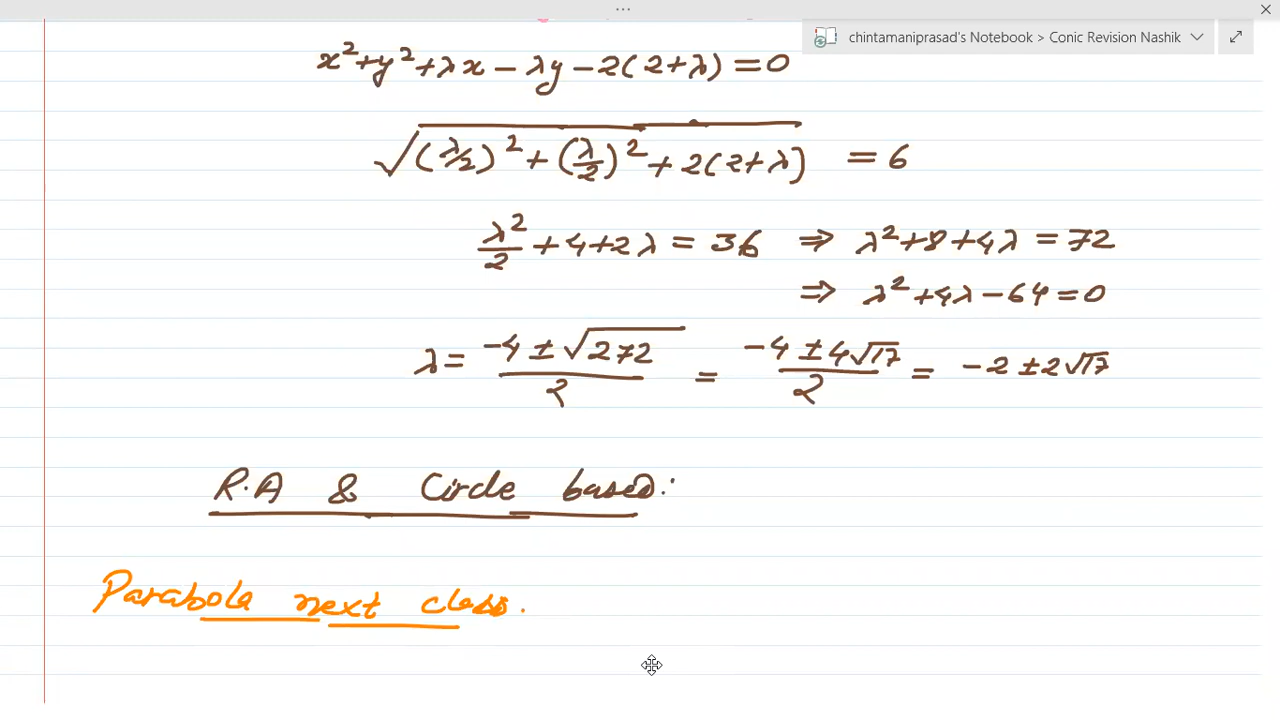 chintamaniprasad's Notebook > Conic Revision Nashik
x²+y²+λx-λy-2(2+λ)=0
√((λ/2)²+(λ/2)²+2(2+λ)) = 6
λ²/2+4+2λ = 36 ⇒ λ²+8+4λ=72
⇒ λ²+4λ-64=0
λ= (-4±√272)/2 = (-4±4√17)/2 = -2±2√17
R.A & Circle based:
Parabola next class.